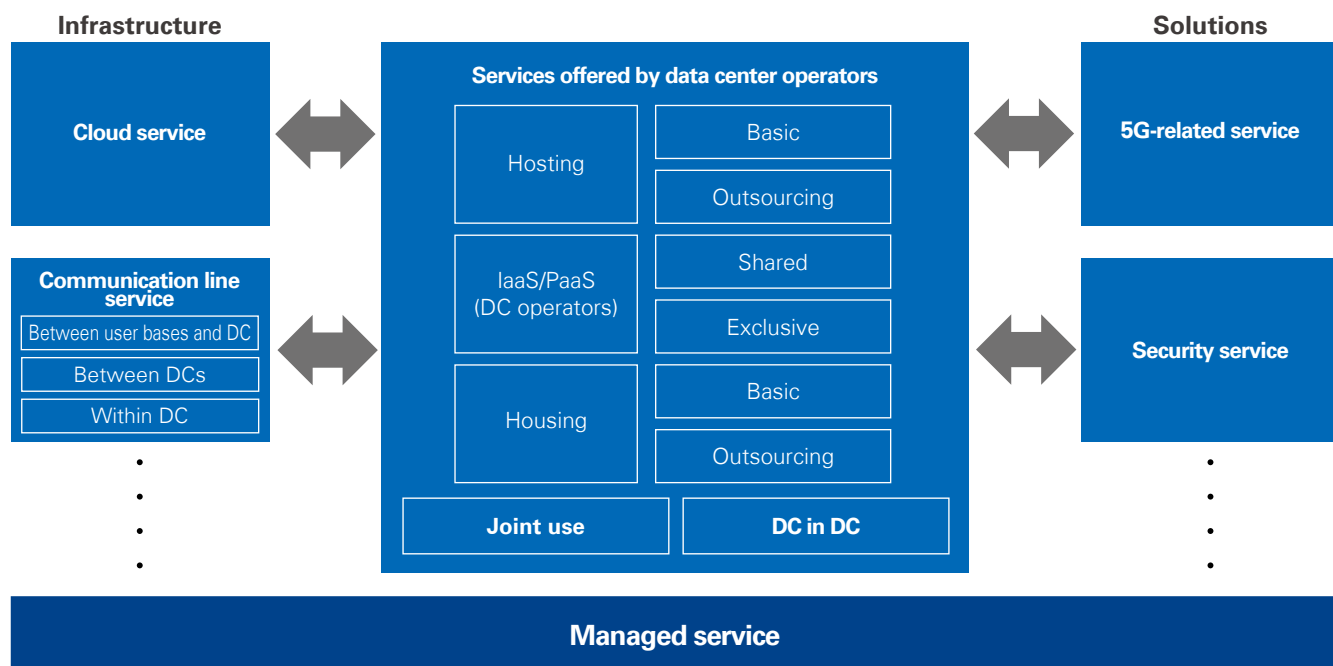 Infrastructure
Solutions
Cloud service
Communication line
service
Between user bases and DC
Between DCs
Within DC
Services offered by data center operators
Hosting
Basic
Outsourcing
IaaS/PaaS
(DC operators)
Shared
Exclusive
Housing
Basic
Outsourcing
Joint use
DC in DC
5G-related service
Security service
Managed service